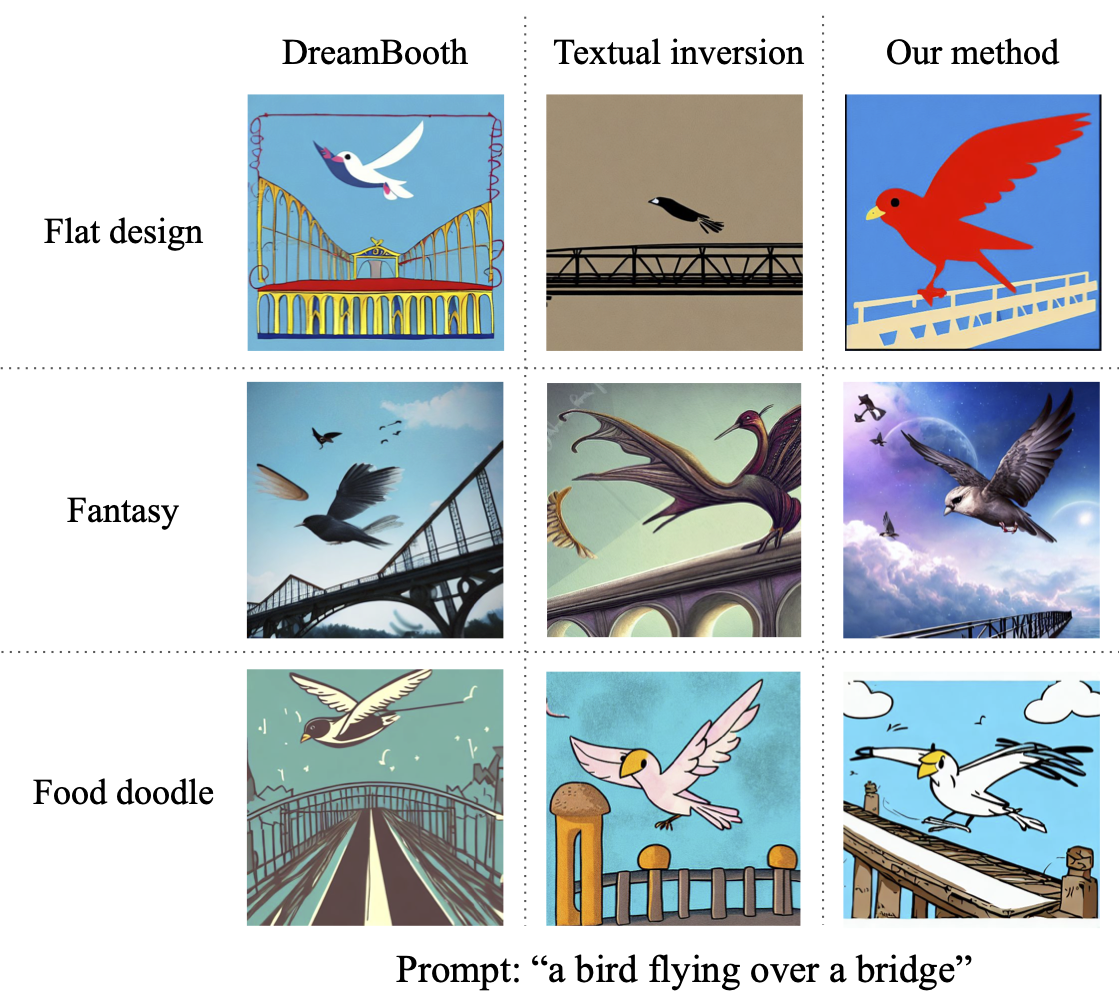 DreamBooth
Textual inversion
Our method
Flat design
Fantasy
Food doodle
Prompt: “a bird flying over a bridge”